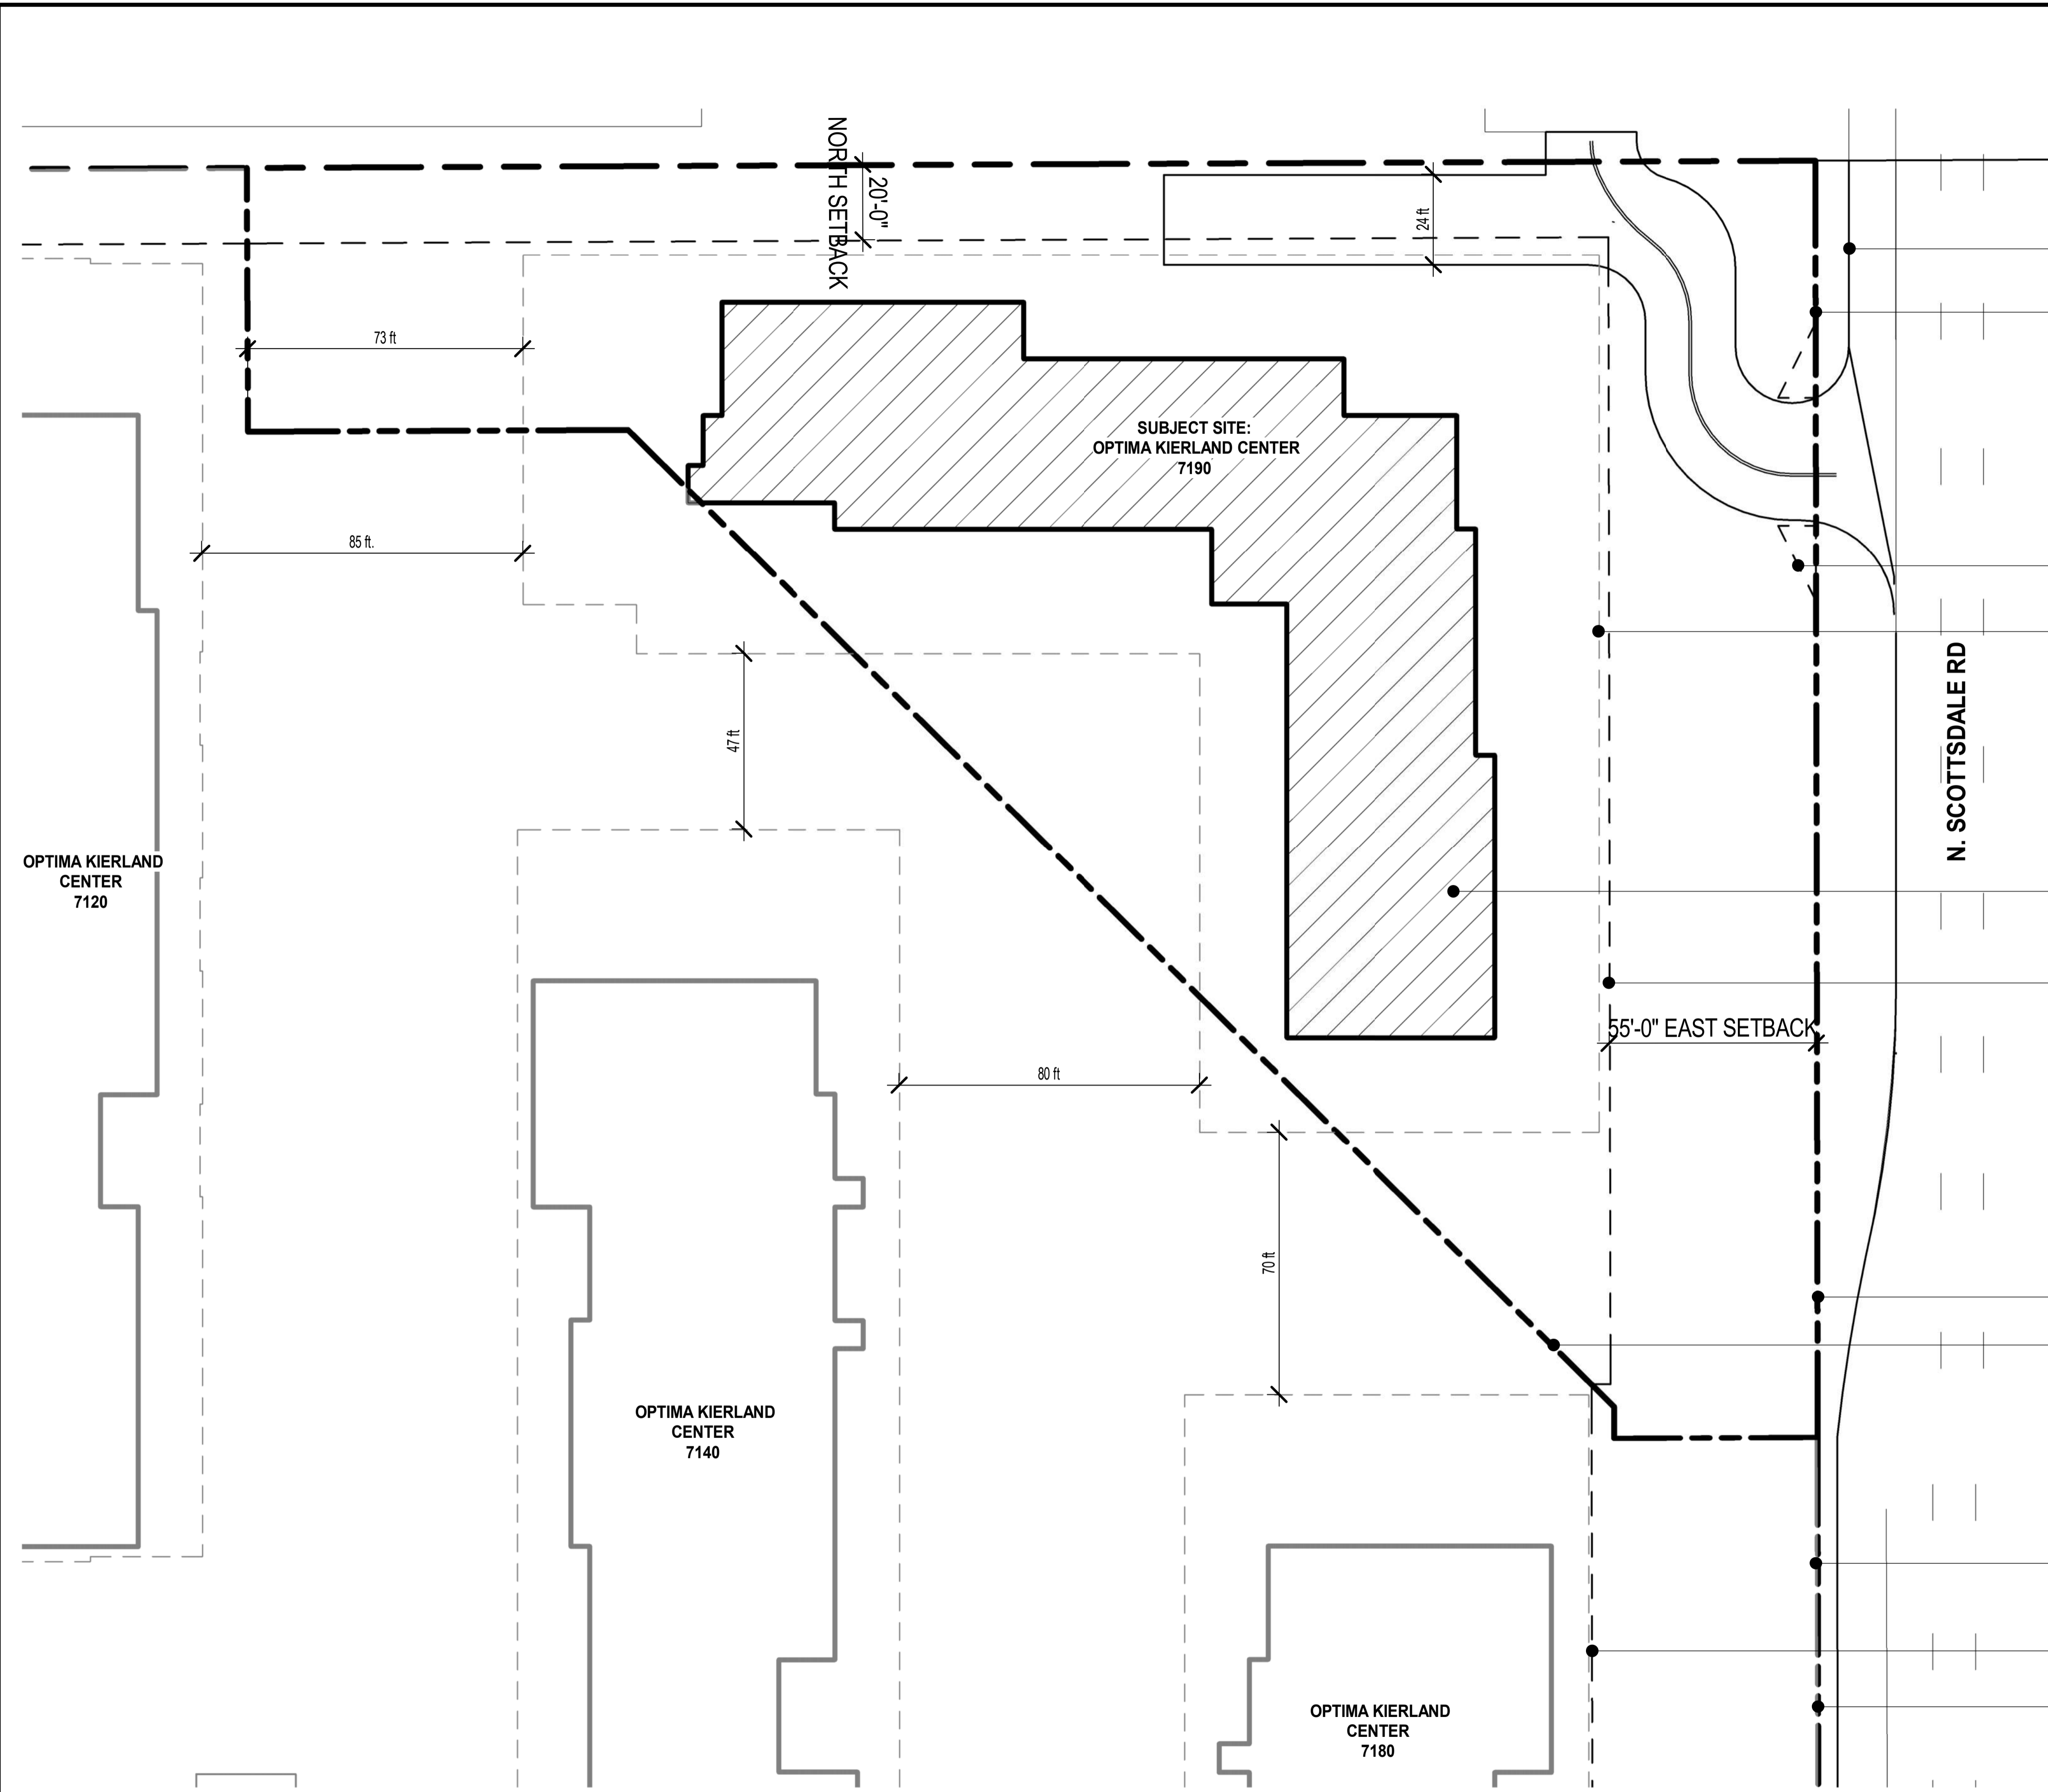 NORTH SETBACK
20'-0"
24 ft
73 ft
SUBJECT SITE:
OPTIMA KIERLAND CENTER
7190
85 ft.
47 ft
N. SCOTTSDALE RD
OPTIMA KIERLAND
CENTER
7120
55'-0" EAST SETBACK
80 ft
70 ft
OPTIMA KIERLAND
CENTER
7140
OPTIMA KIERLAND
CENTER
7180